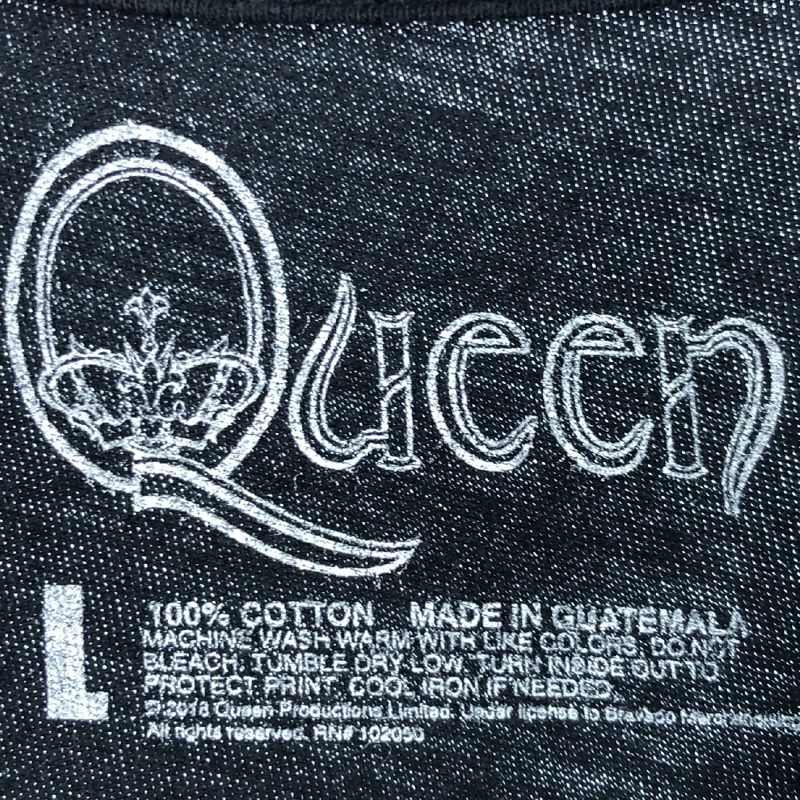 Queen
L
100% COTTON MADE IN GUATEMALA
MACHINE WASH WARM WITH LIKE COLORS. DO NOT
BLEACH. TUMBLE DRY LOW. TURN INSIDE OUT TO
PROTECT PRINT. COOL IRON IF NEEDED.
© 2018 Queen Productions Limited. Under license to Bravado
All rights reserved. RN# 102050